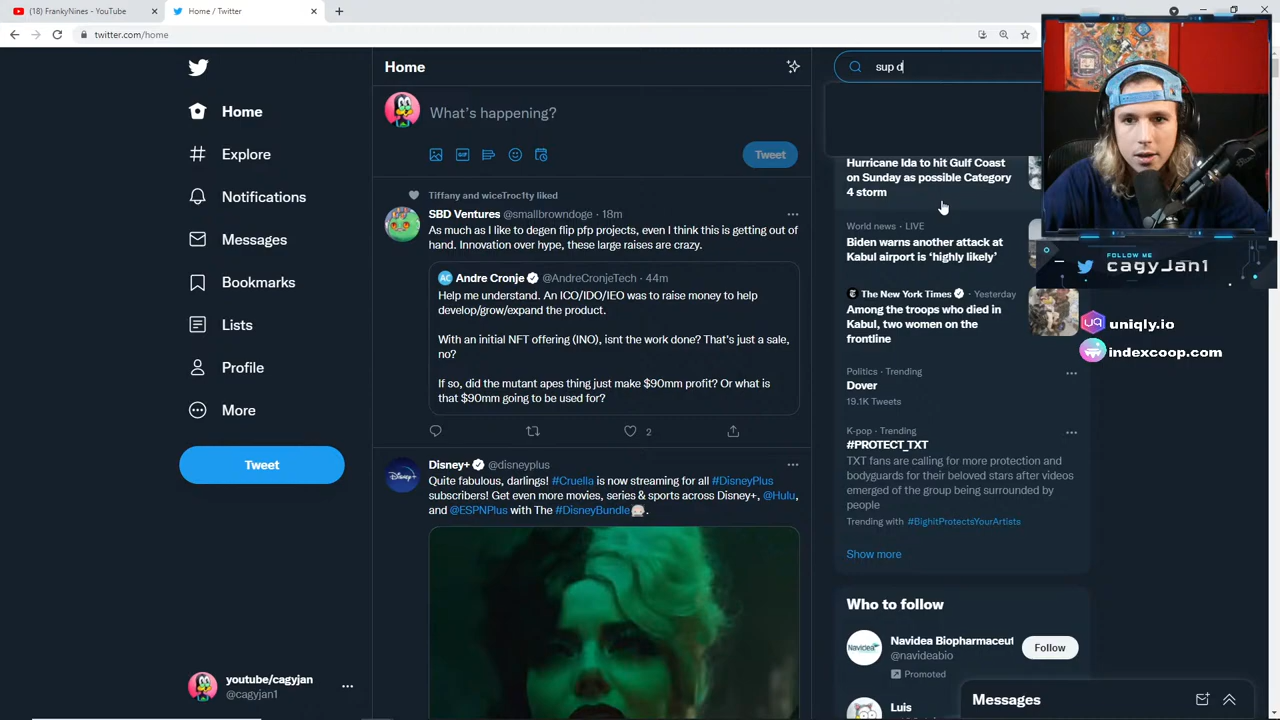 (18) FrankyNines - YouTube
Home / Twitter
twitter.com/home
Home
Explore
Notifications
Messages
Bookmarks
Lists
Profile
More
Tweet
youtube/cagyjan
@cagyjan1
Home
What's happening?
GIF
Tweet
Tiffany and wiceTroc1ty liked
SBD Ventures @smallbrowndoge · 18m
As much as I like to degen flip pfp projects, even I think this is getting out of
hand. Innovation over hype, these large raises are crazy.
AC Andre Cronje @AndreCronjeTech · 44m
Help me understand. An ICO/IDO/IEO was to raise money to help
develop/grow/expand the product.
With an initial NFT offering (INO), isnt the work done? That's just a sale,
no?
If so, did the mutant apes thing just make $90mm profit? Or what is
that $90mm going to be used for?
2
Disney+ @disneyplus
Quite fabulous, darlings! #Cruella is now streaming for all #DisneyPlus
subscribers! Get even more movies, series & sports across Disney+, @Hulu,
and @ESPNPlus with The #DisneyBundle.
Disney+
sup d
Hurricane Ida to hit Gulf Coast
on Sunday as possible Category
4 storm
World news · LIVE
Biden warns another attack at
Kabul airport is 'highly likely'
The New York Times · Yesterday
Among the troops who died in
Kabul, two women on the
frontline
Politics · Trending
Dover
19.1K Tweets
K-pop · Trending
#PROTECT_TXT
TXT fans are calling for more protection and
bodyguards for their beloved stars after videos
emerged of the group being surrounded by
people
Trending with #BighitProtectsYourArtists
Show more
Who to follow
Navidea Biopharmaceut
@navideabio
Promoted
Follow
Navidea
Luis
Messages
FOLLOW ME
cagyJan1
uq uniqly.io
indexcoop.com